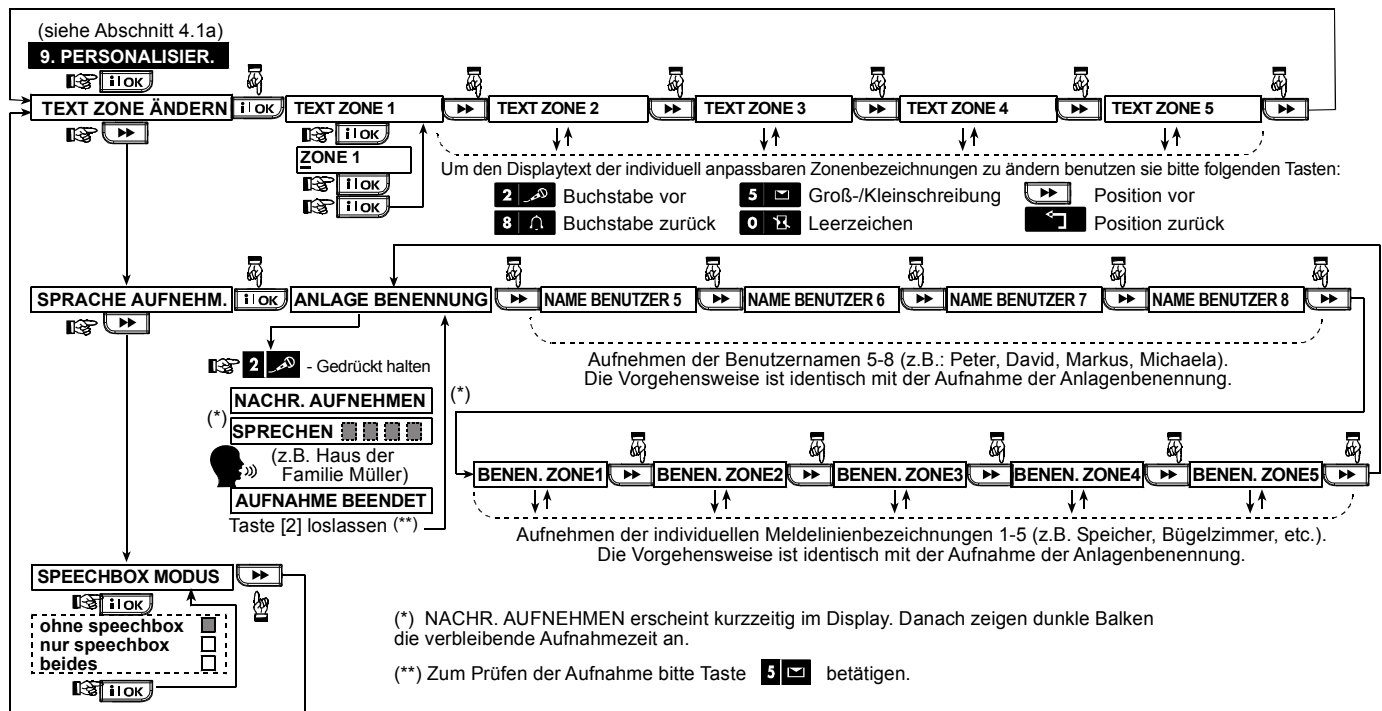 (siehe Abschnitt 4.1a)
9. PERSONALISIER.
i I OK
TEXT ZONE ÄNDERN i I OK TEXT ZONE 1 TEXT ZONE 2 TEXT ZONE 3 TEXT ZONE 4 TEXT ZONE 5
i I OK
ZONE 1
i I OK
i I OK
Um den Displaytext der individuell anpassbaren Zonenbezeichnungen zu ändern benutzen sie bitte folgenden Tasten:
2 Buchstabe vor 5 Groß-/Kleinschreibung Position vor
8 Buchstabe zurück 0 Leerzeichen Position zurück
SPRACHE AUFNEHM. i I OK ANLAGE BENENNUNG NAME BENUTZER 5 NAME BENUTZER 6 NAME BENUTZER 7 NAME BENUTZER 8
2 - Gedrückt halten
Aufnehmen der Benutzernamen 5-8 (z.B.: Peter, David, Markus, Michaela).
Die Vorgehensweise ist identisch mit der Aufnahme der Anlagenbenennung.
NACHR. AUFNEHMEN
(*)
(*)
SPRECHEN
(z.B. Haus der
Familie Müller)
AUFNAHME BEENDET
Taste [2] loslassen (**)
BENEN. ZONE1 BENEN. ZONE2 BENEN. ZONE3 BENEN. ZONE4 BENEN. ZONE5
Aufnehmen der individuellen Meldelinienbezeichnungen 1-5 (z.B. Speicher, Bügelzimmer, etc.).
Die Vorgehensweise ist identisch mit der Aufnahme der Anlagenbenennung.
SPEECHBOX MODUS
i I OK
ohne speechbox
nur speechbox
beides
i I OK
(*) NACHR. AUFNEHMEN erscheint kurzzeitig im Display. Danach zeigen dunkle Balken
die verbleibende Aufnahmezeit an.
(**) Zum Prüfen der Aufnahme bitte Taste 5 betätigen.